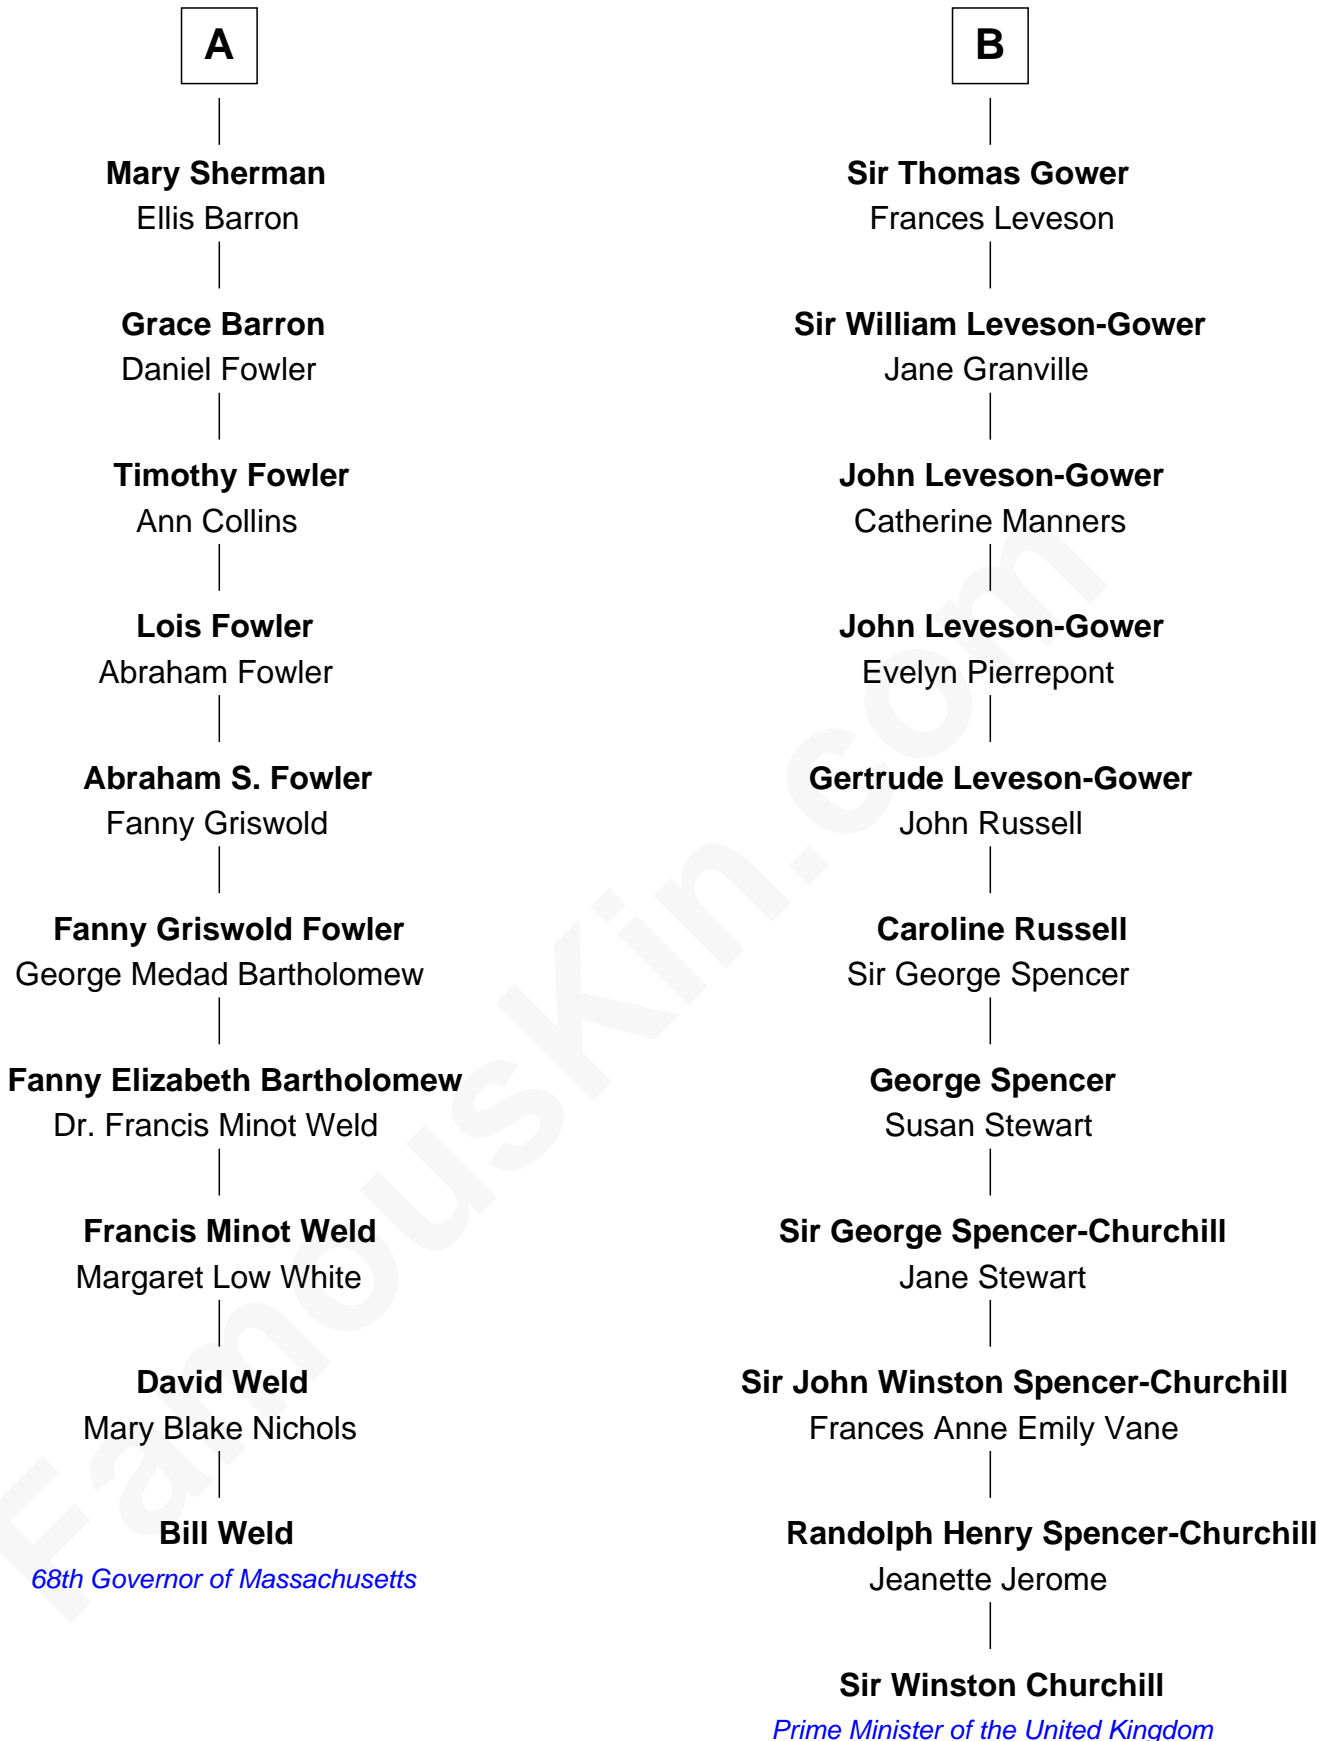 A
Mary Sherman
Ellis Barron
Grace Barron
Daniel Fowler
Timothy Fowler
Ann Collins
Lois Fowler
Abraham Fowler
Abraham S. Fowler
Fanny Griswold
Fanny Griswold Fowler
George Medad Bartholomew
Fanny Elizabeth Bartholomew
Dr. Francis Minot Weld
Francis Minot Weld
Margaret Low White
David Weld
Mary Blake Nichols
Bill Weld
68th Governor of Massachusetts
B
Sir Thomas Gower
Frances Leveson
Sir William Leveson-Gower
Jane Granville
John Leveson-Gower
Catherine Manners
John Leveson-Gower
Evelyn Pierrepont
Gertrude Leveson-Gower
John Russell
Caroline Russell
Sir George Spencer
George Spencer
Susan Stewart
Sir George Spencer-Churchill
Jane Stewart
Sir John Winston Spencer-Churchill
Frances Anne Emily Vane
Randolph Henry Spencer-Churchill
Jeanette Jerome
Sir Winston Churchill
Prime Minister of the United Kingdom
FamousKin.com